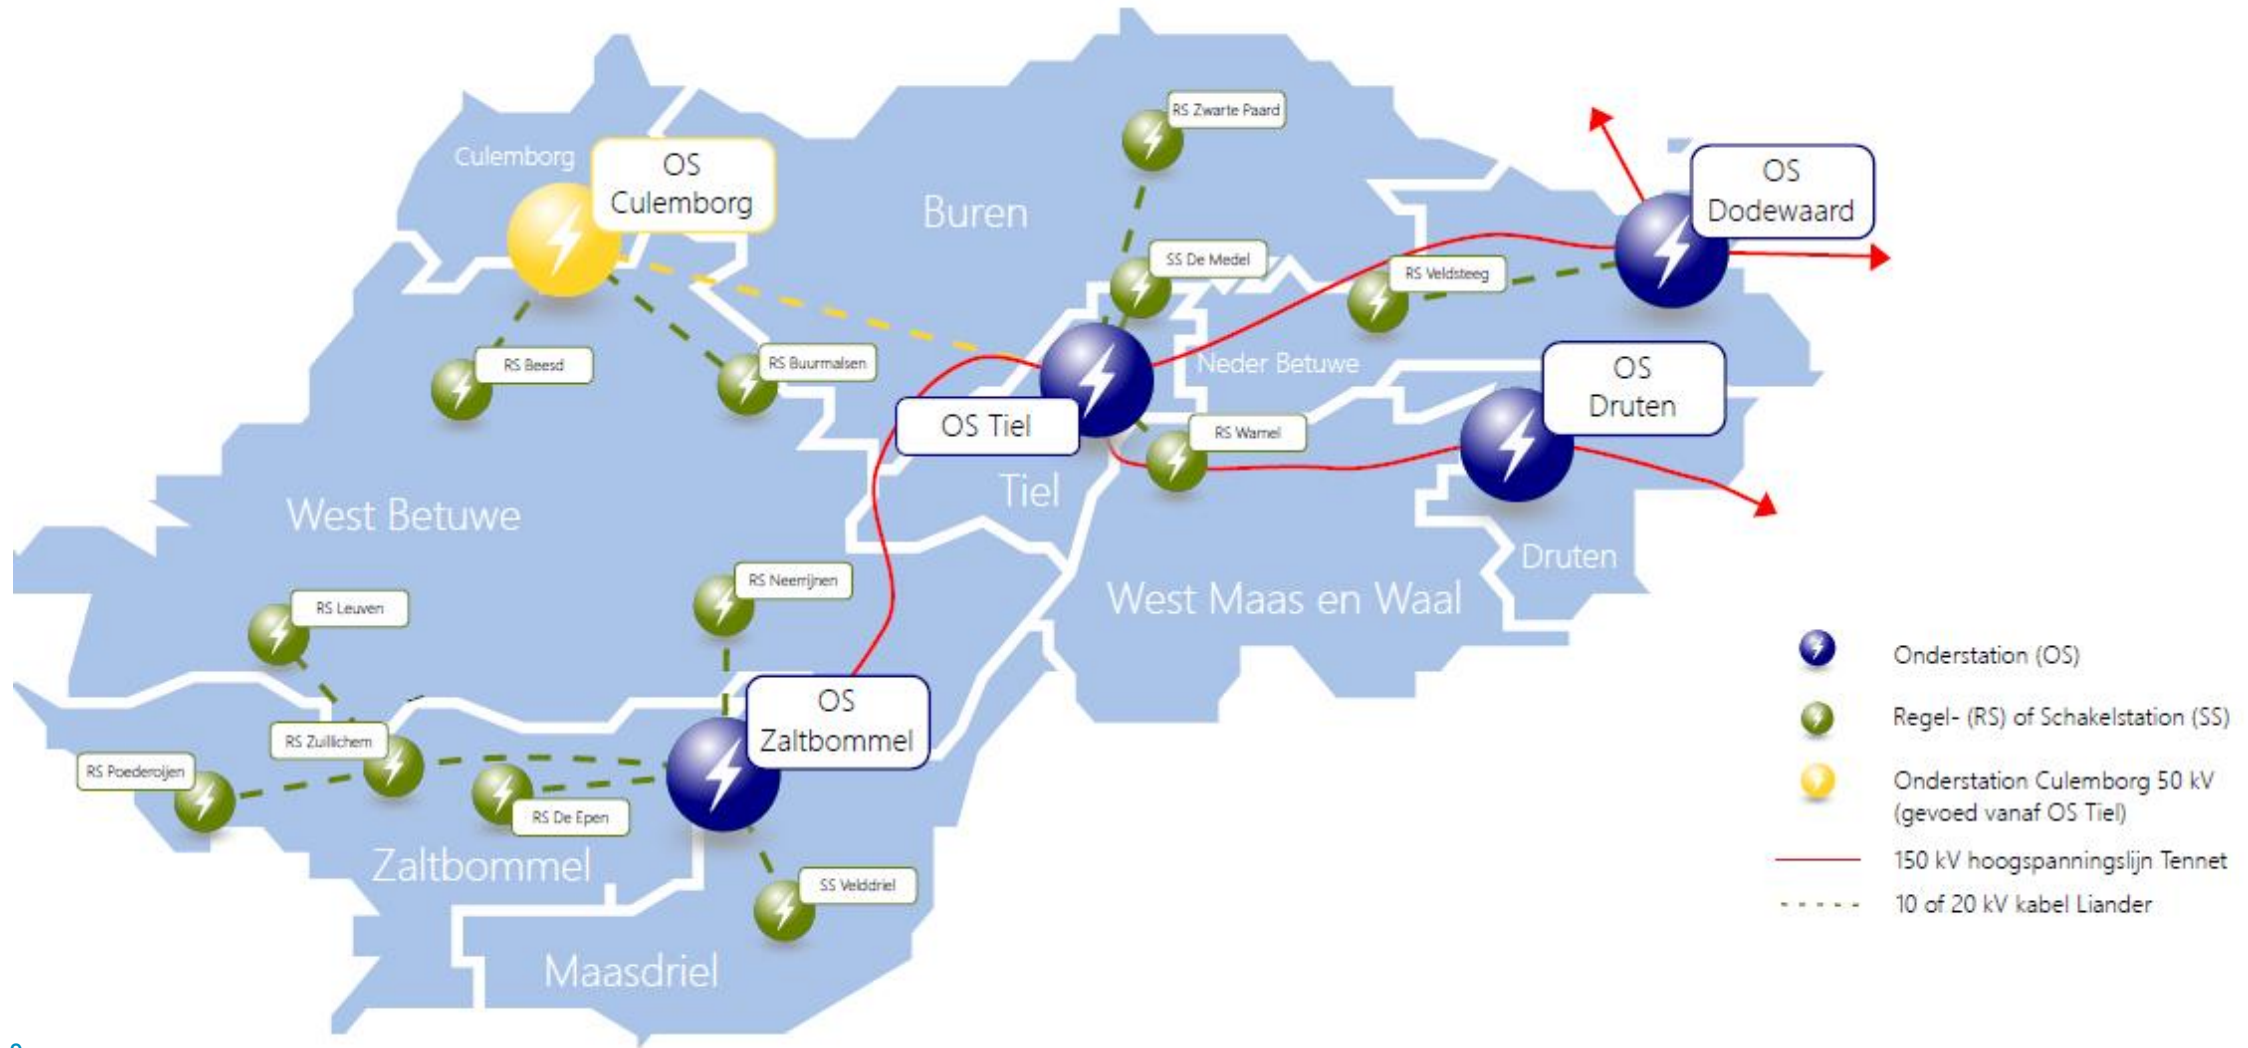 RS Zwarte Paard
Culemborg
OS
Culemborg
OS
Dodewaard
Buren
SS De Medel
RS Veldsteeg
RS Beesd
RS Buurmalsen
Neder Betuwe
OS
Druten
OS Tiel
RS Wamel
Tiel
West Betuwe
Druten
RS Neerrijnen
West Maas en Waal
RS Leuven
Onderstation (OS)
OS
Zaltbommel
Regel- (RS) of Schakelstation (SS)
RS Zuilichem
RS Poederoijen
Onderstation Culemborg 50 kV
(gevoed vanaf OS Tiel)
RS De Epen
150 kV hoogspanningslijn Tennet
Zaltbommel
SS Velddriel
10 of 20 kV kabel Liander
Maasdriel